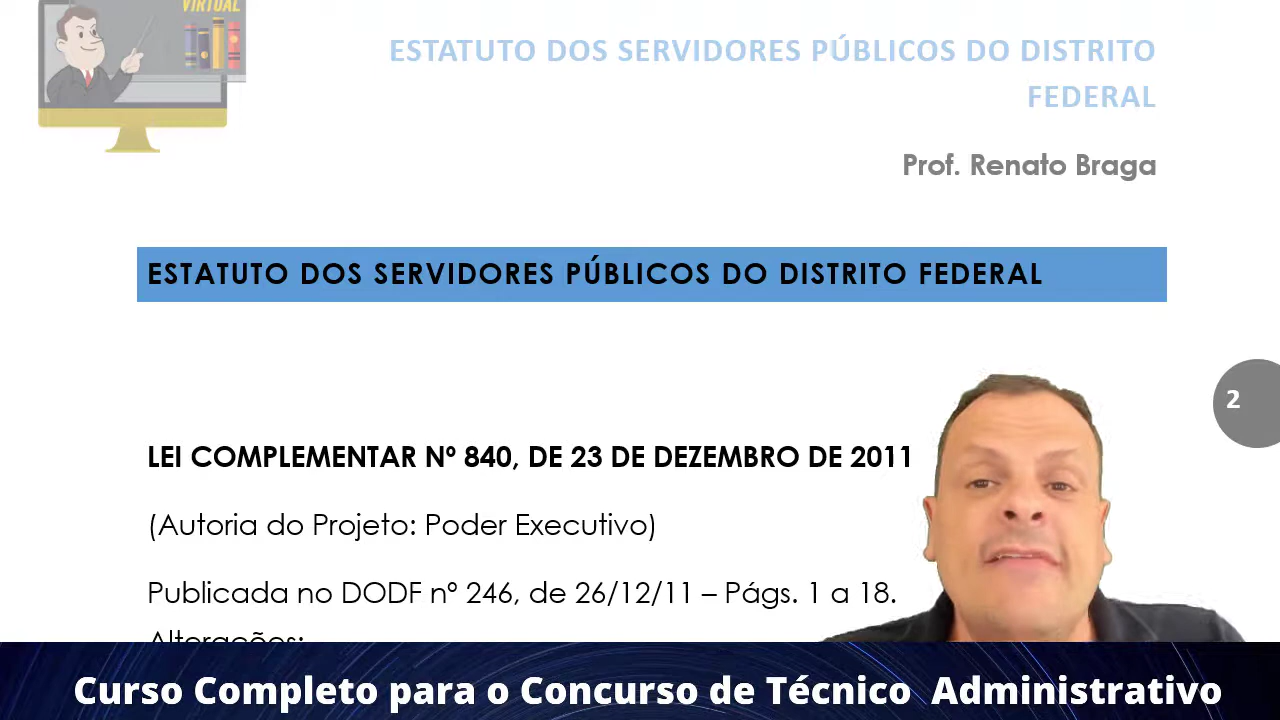 VIRTUAL
ESTATUTO DOS SERVIDORES PÚBLICOS DO DISTRITO
FEDERAL
Prof. Renato Braga
ESTATUTO DOS SERVIDORES PÚBLICOS DO DISTRITO FEDERAL
2
LEI COMPLEMENTAR Nº 840, DE 23 DE DEZEMBRO DE 2011
(Autoria do Projeto: Poder Executivo)
Publicada no DODF nº 246, de 26/12/11 – Págs. 1 a 18.
Alterações:
Curso Completo para o Concurso de Técnico Administrativo